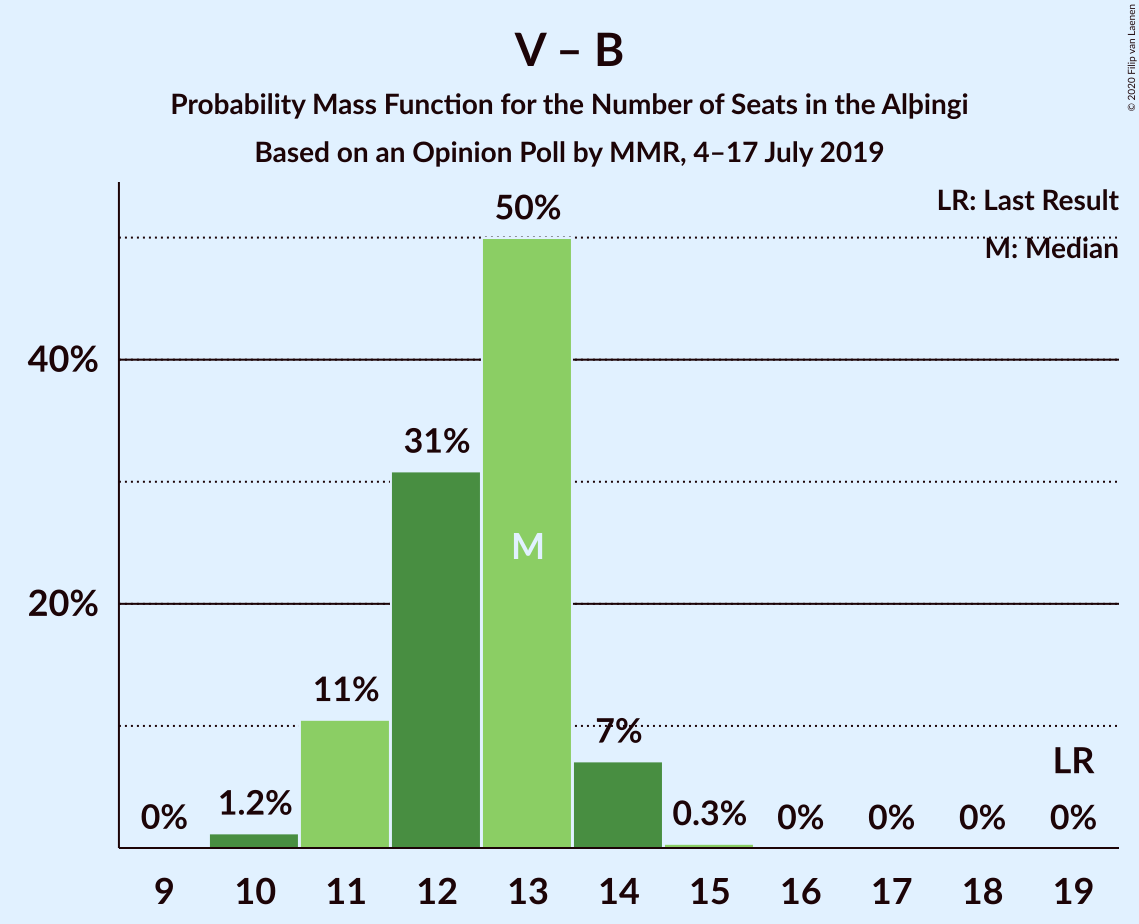 V – B
Probability Mass Function for the Number of Seats in the Alþingi
Based on an Opinion Poll by MMR, 4–17 July 2019
© 2020 Filip van Laenen
LR: Last Result
M: Median
50%
40%
31%
M
20%
11%
7%
LR
0%
1.2%
0.3%
0%
0%
0%
0%
9 10 11 12 13 14 15 16 17 18 19